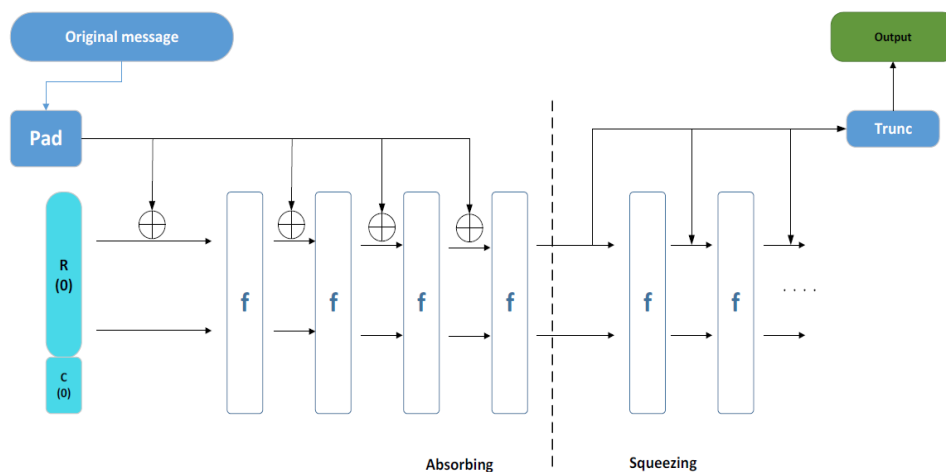 Original message
Output
Pad
Trunc
R
(0)
f
f
f
f
f
f
. . . .
C
(0)
Absorbing
Squeezing